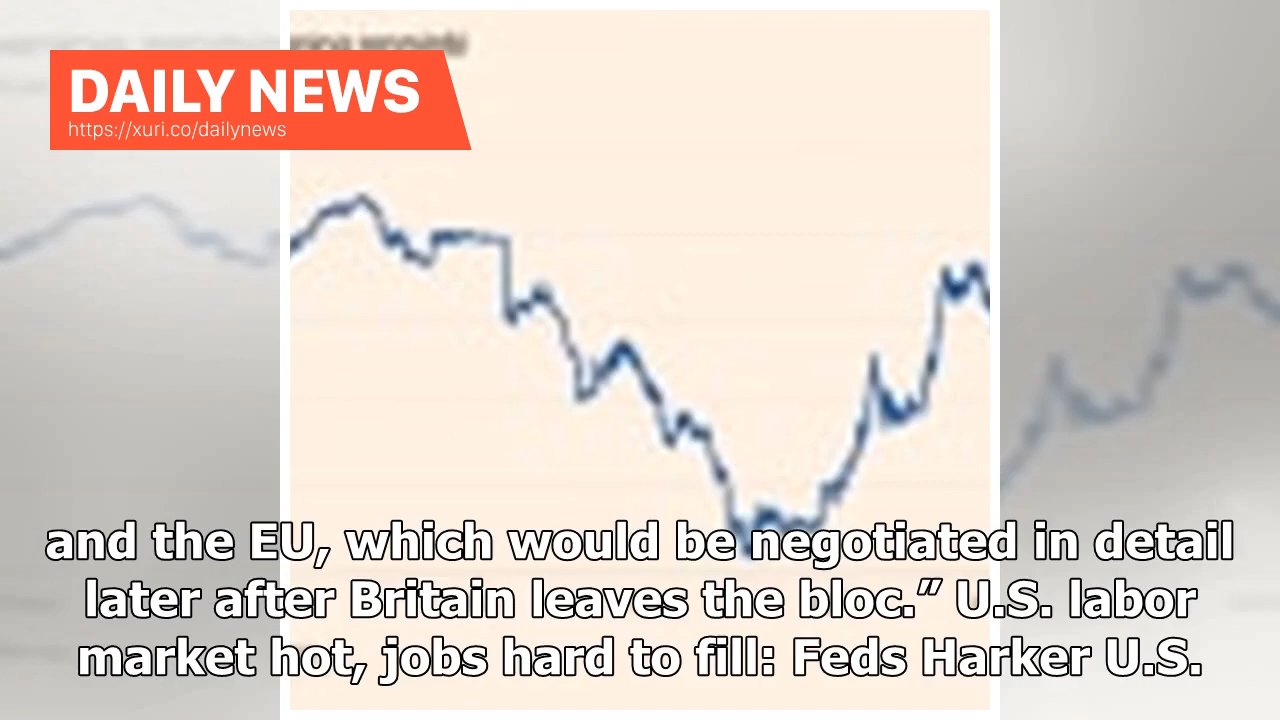 DAILY NEWS
https://xuri.co/dailynews
and the EU, which would be negotiated in detail
later after Britain leaves the bloc.” U.S. labor
market hot, jobs hard to fill: Feds Harker U.S.